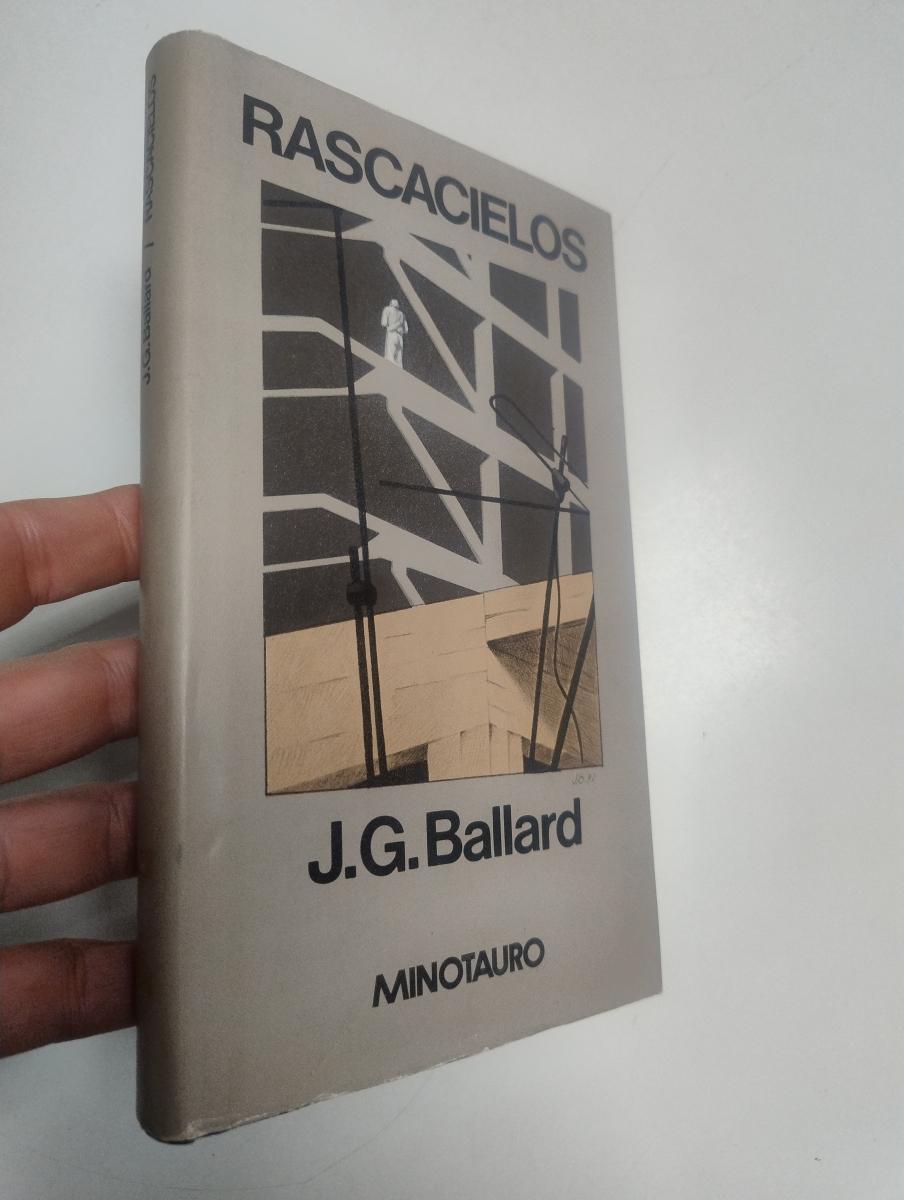 RASCACIELOS
J.G. Ballard
MINOTAURO
J.G. Ballard / RASCACIELOS